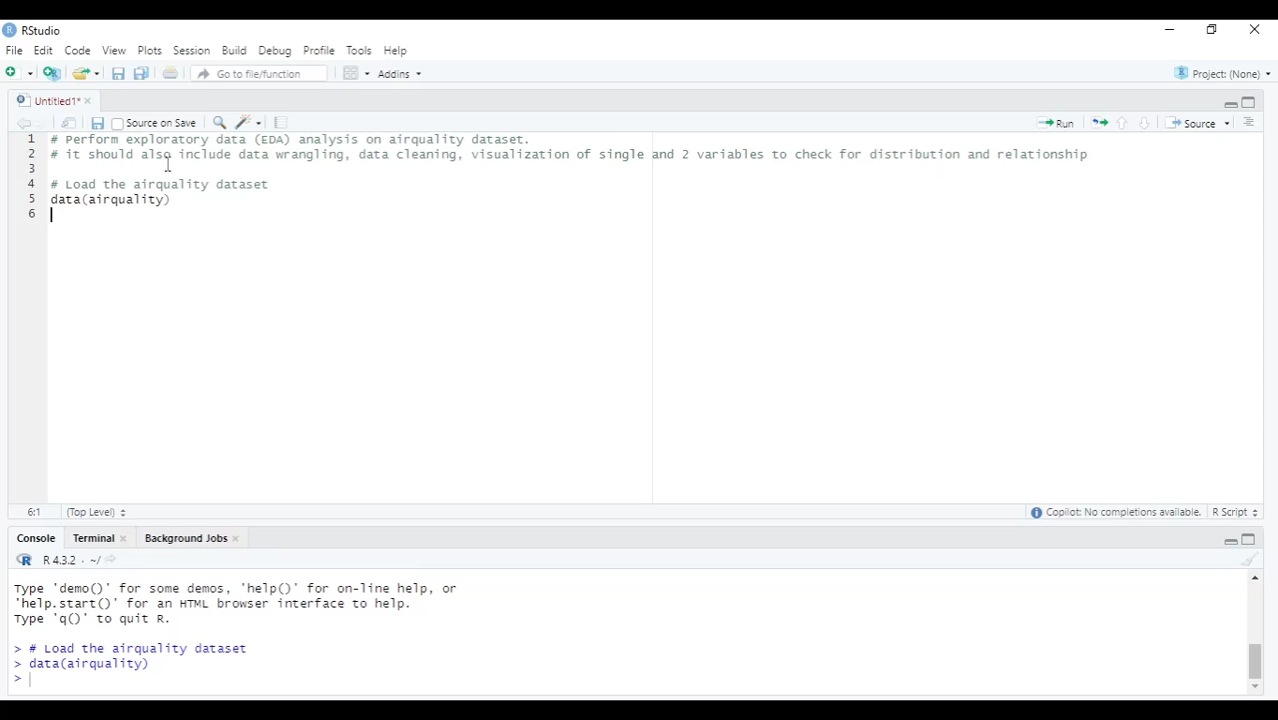 RStudio
File Edit Code View Plots Session Build Debug Profile Tools Help
Go to file/function Addins Project: (None)
Untitled1*
Source on Save Run Source
1 # Perform exploratory data (EDA) analysis on airquality dataset.
2 # it should also include data wrangling, data cleaning, visualization of single and 2 variables to check for distribution and relationship
3
4 # Load the airquality dataset
5 data(airquality)
6
6:1 (Top Level) Copilot: No completions available. R Script
Console Terminal Background Jobs
R 4.3.2 · ~/
Type 'demo()' for some demos, 'help()' for on-line help, or
'help.start()' for an HTML browser interface to help.
Type 'q()' to quit R.
> # Load the airquality dataset
> data(airquality)
>